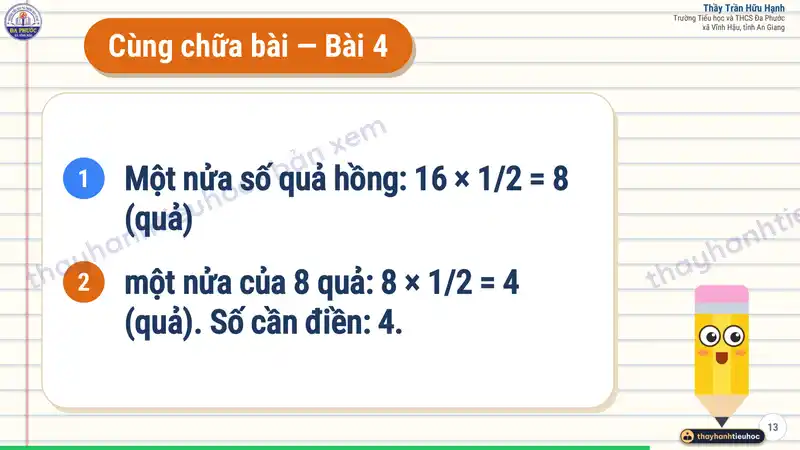 Thầy Trần Hữu Hạnh
Trường Tiểu học và THCS Đa Phước
xã Vĩnh Hậu, tỉnh An Giang
ĐA PHƯỚC
Cùng chữa bài — Bài 4
1 Một nửa số quả hồng: 16 × 1/2 = 8
(quả)
2 một nửa của 8 quả: 8 × 1/2 = 4
(quả). Số cần điền: 4.
thayhanhtieuhoc
13